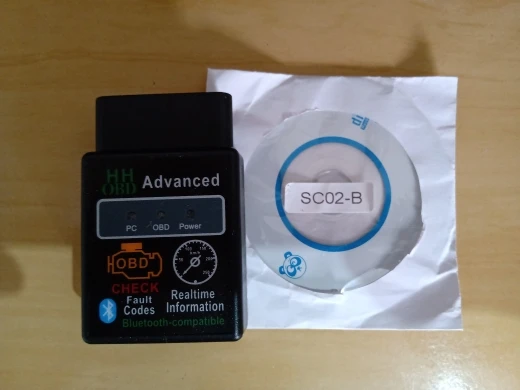 HH
OBD
Advanced
PC OBD Power
OBD
CHECK
Fault
Codes
Realtime
Information
Bluetooth-compatible
SC02-B